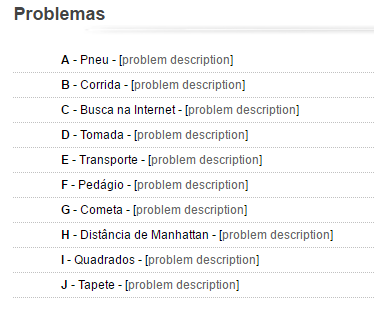 Problemas
A - Pneu - [problem description]
B - Corrida - [problem description]
C - Busca na Internet - [problem description]
D - Tomada - [problem description]
E - Transporte - [problem description]
F - Pedágio - [problem description]
G - Cometa - [problem description]
H - Distância de Manhattan - [problem description]
I - Quadrados - [problem description]
J - Tapete - [problem description]